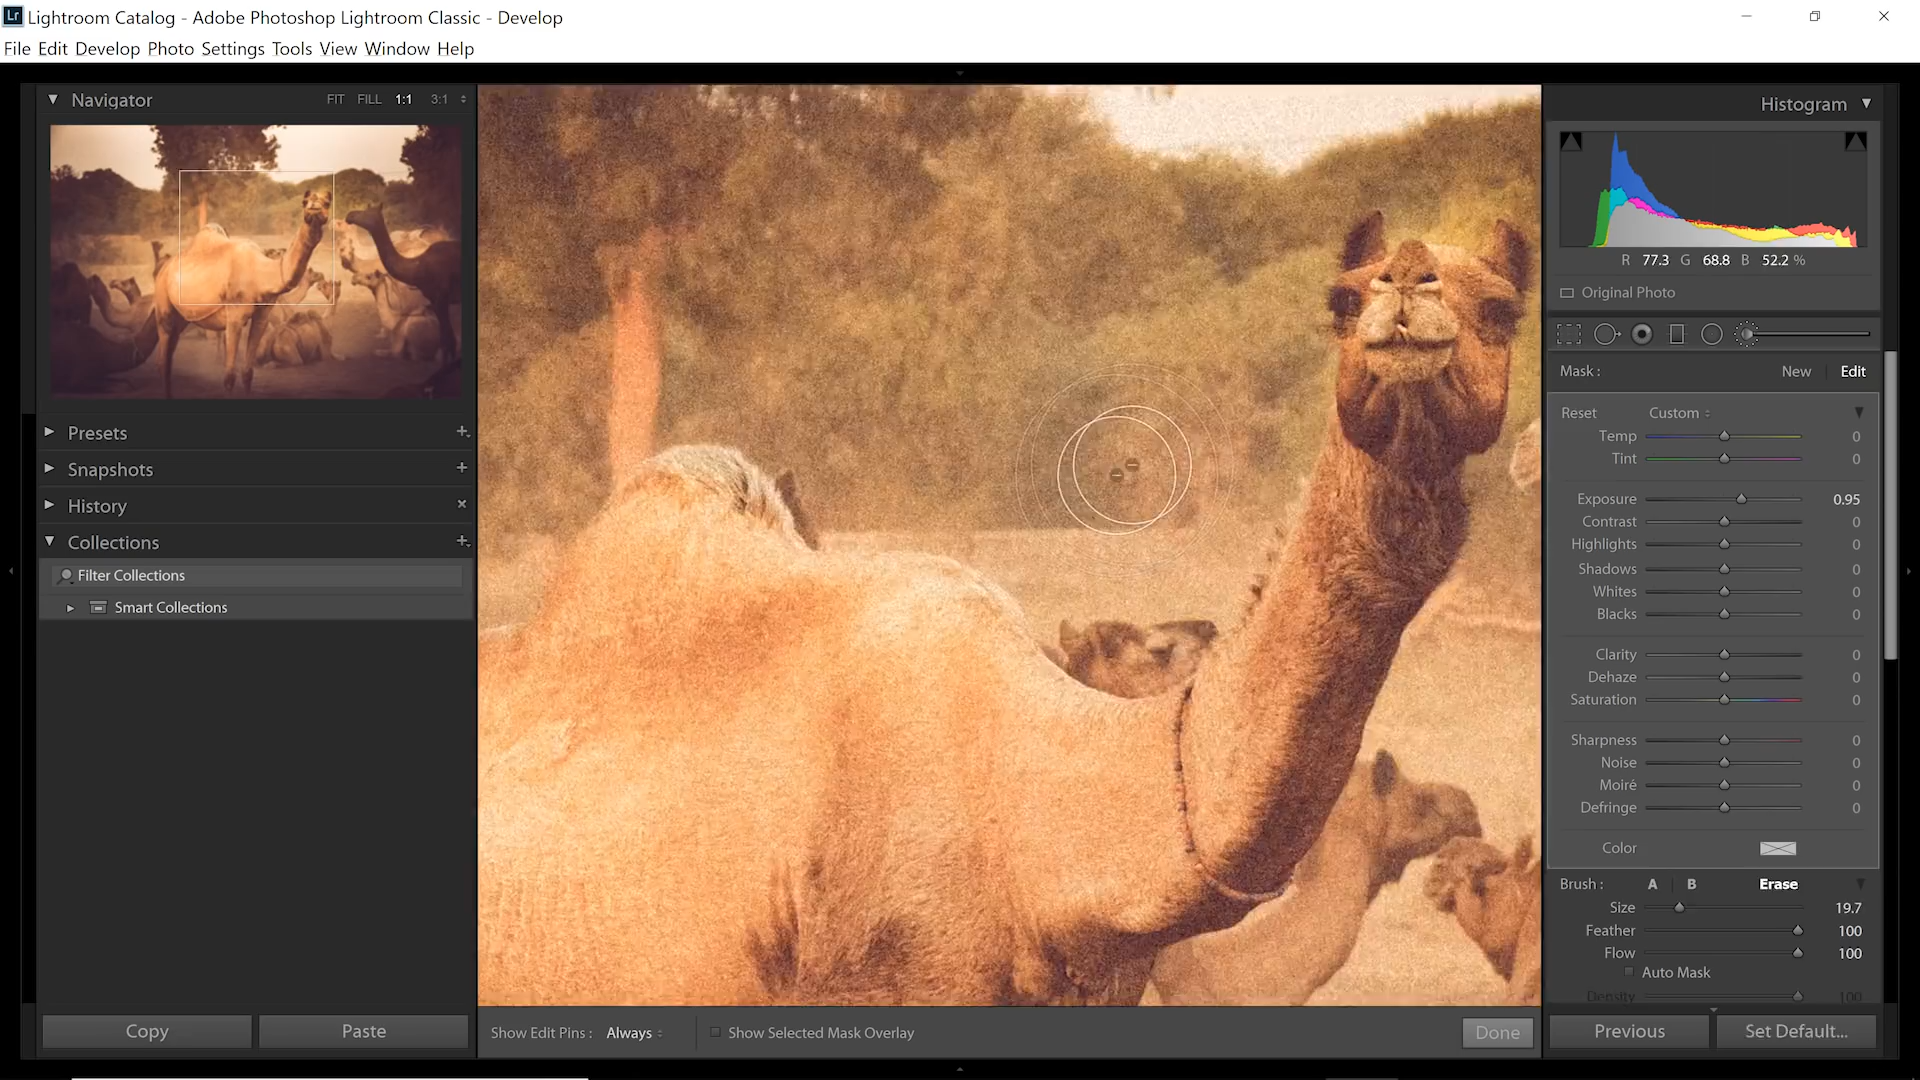 Lr Lightroom Catalog - Adobe Photoshop Lightroom Classic - Develop
File Edit Develop Photo Settings Tools View Window Help
Navigator FIT FILL 1:1 3:1
Presets
Snapshots
History
Collections
Filter Collections
Smart Collections
Copy Paste
Show Edit Pins : Always Show Selected Mask Overlay Done
Histogram
R 77.3 G 68.8 B 52.2 %
Original Photo
Mask : New Edit
Reset Custom
Temp 0
Tint 0
Exposure 0.95
Contrast 0
Highlights 0
Shadows 0
Whites 0
Blacks 0
Clarity 0
Dehaze 0
Saturation 0
Sharpness 0
Noise 0
Moiré 0
Defringe 0
Color
Brush : A B Erase
Size 19.7
Feather 100
Flow 100
Auto Mask
Density 100
Previous Set Default...